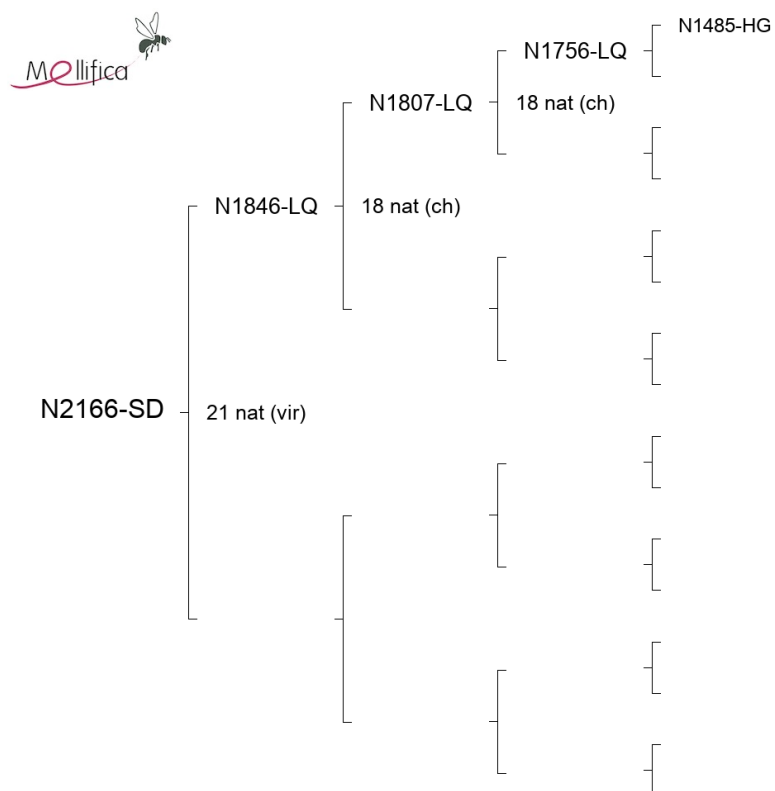 Mellifica
N1485-HG
N1756-LQ
N1807-LQ
18 nat (ch)
N1846-LQ
18 nat (ch)
N2166-SD
21 nat (vir)